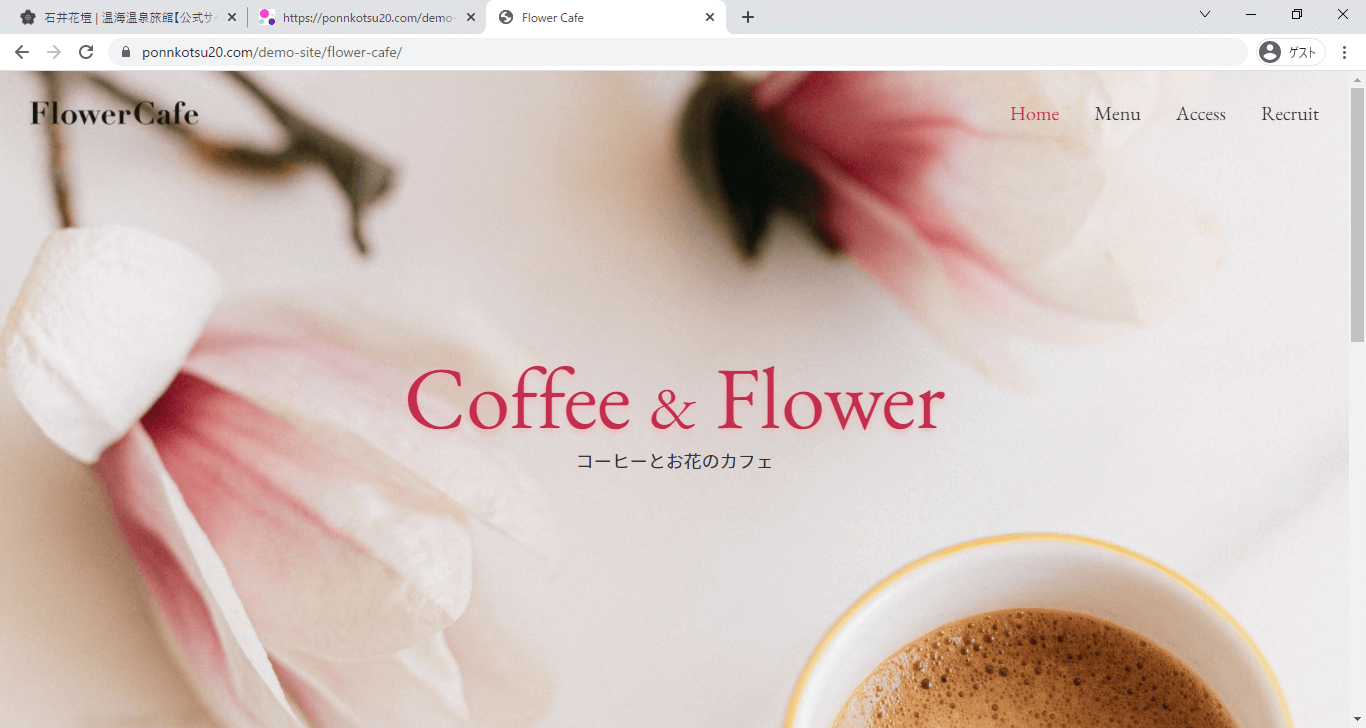 石井花壇 | 温海温泉旅館【公式サイ
https://ponnkotsu20.com/demo-
Flower Cafe
ponnkotsu20.com/demo-site/flower-cafe/
ゲスト
FlowerCafe
Home Menu Access Recruit
Coffee & Flower
コーヒーとお花のカフェ